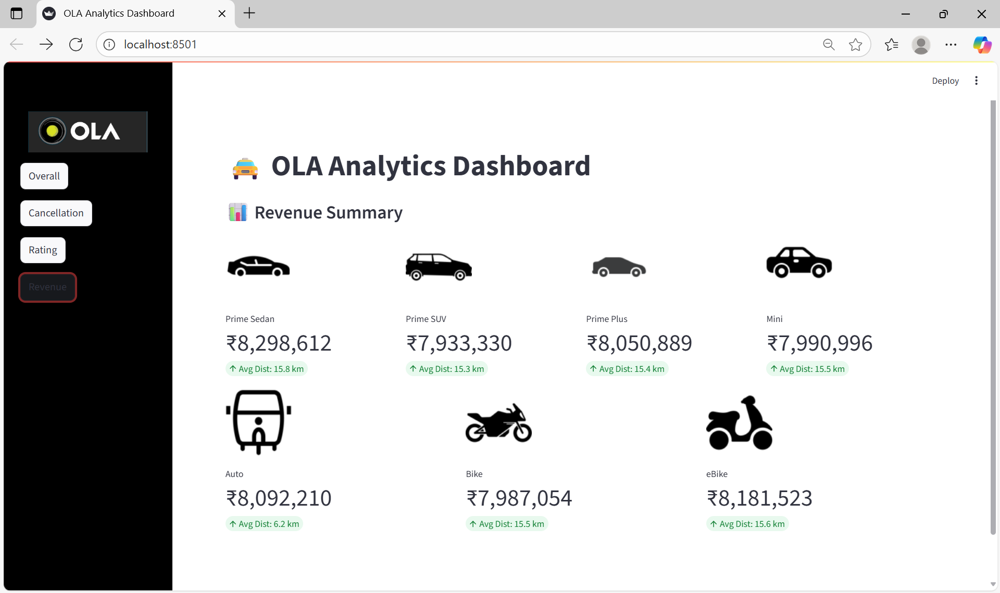 OLA Analytics Dashboard
localhost:8501
Deploy
OLA
Overall
Cancellation
Rating
Revenue
OLA Analytics Dashboard
Revenue Summary
Prime Sedan
₹8,298,612
↑ Avg Dist: 15.8 km
Prime SUV
₹7,933,330
↑ Avg Dist: 15.3 km
Prime Plus
₹8,050,889
↑ Avg Dist: 15.4 km
Mini
₹7,990,996
↑ Avg Dist: 15.5 km
Auto
₹8,092,210
↑ Avg Dist: 6.2 km
Bike
₹7,987,054
↑ Avg Dist: 15.5 km
eBike
₹8,181,523
↑ Avg Dist: 15.6 km